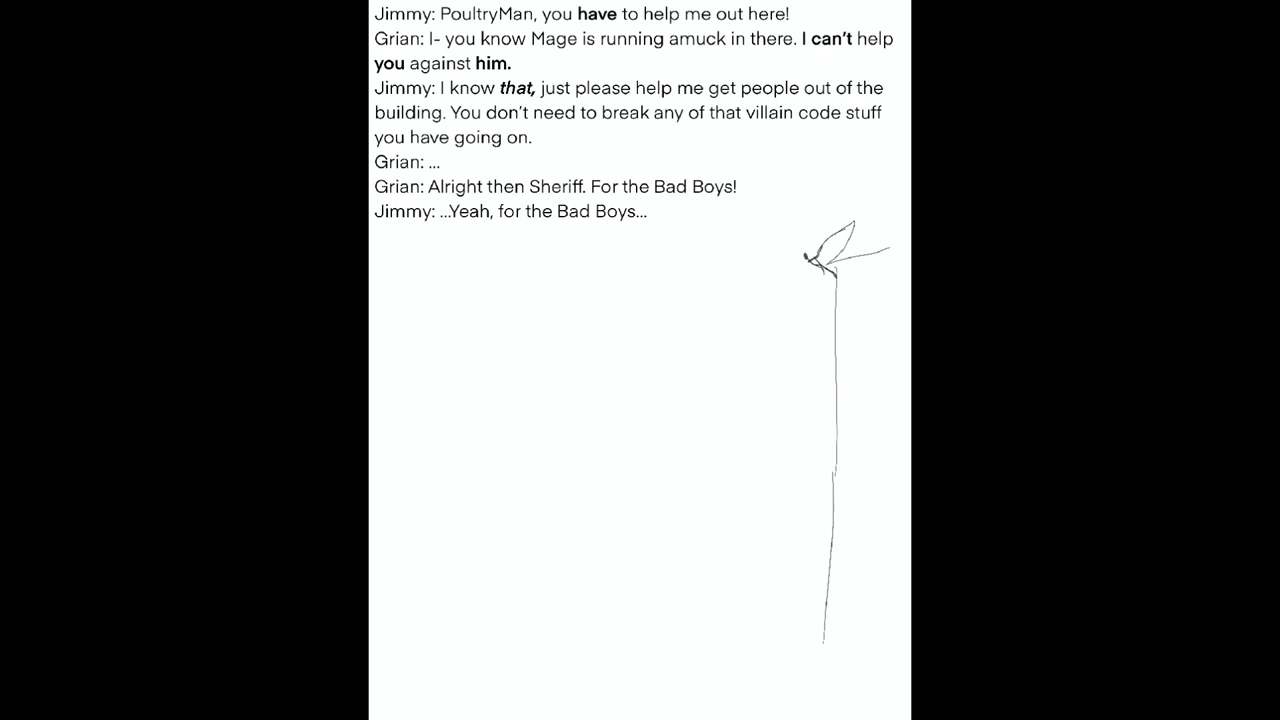 Jimmy: PoultryMan, you have to help me out here!
Grian: I- you know Mage is running amuck in there. I can't help
you against him.
Jimmy: I know that, just please help me get people out of the
building. You don't need to break any of that villain code stuff
you have going on.
Grian: ...
Grian: Alright then Sheriff. For the Bad Boys!
Jimmy: ...Yeah, for the Bad Boys...